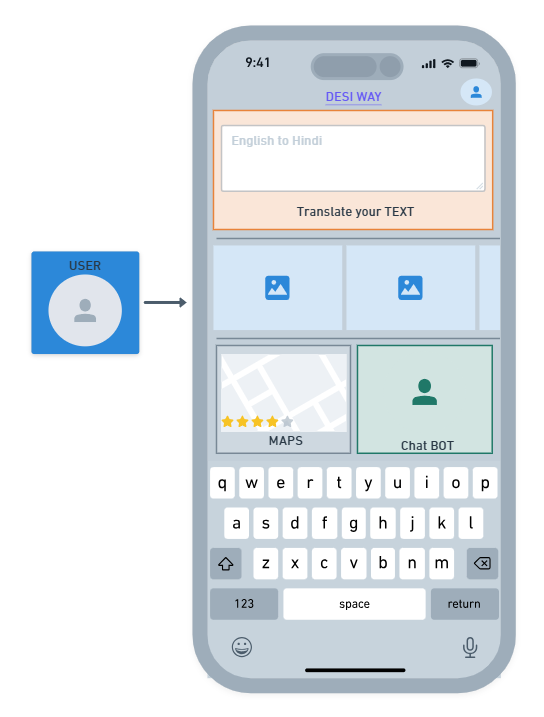 9:41
DESI WAY
English to Hindi
Translate your TEXT
USER
MAPS
Chat BOT
q w e r t y u i o p
a s d f g h j k l
z x c v b n m
123 space return